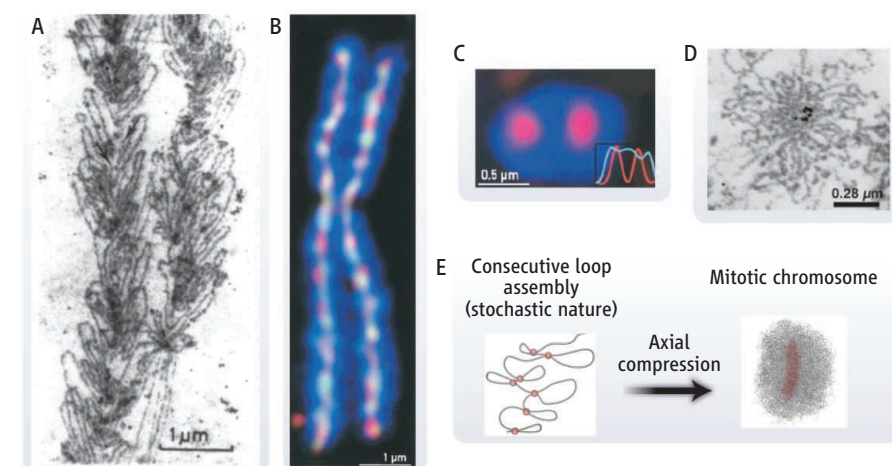 A
B
C
D
1 µm
1 µm
0.5 µm
0.28 µm
E
Consecutive loop
assembly
(stochastic nature)
Axial
compression
Mitotic chromosome